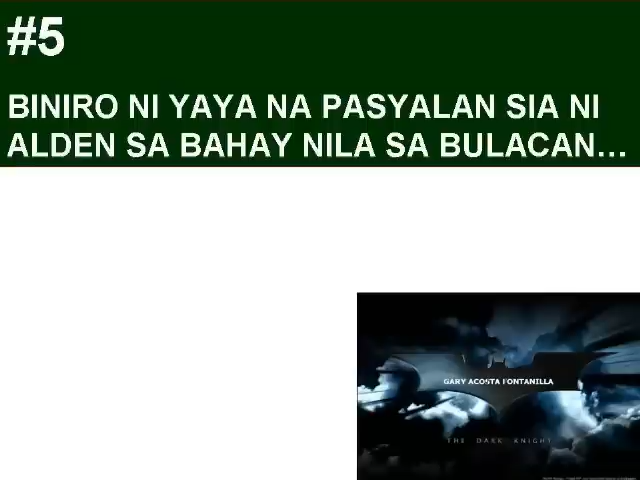 #5
BINIRO NI YAYA NA PASYALAN SIA NI
ALDEN SA BAHAY NILA SA BULACAN...
GARY ACOSTA FONTANILLA
THE DARK KNIGHT